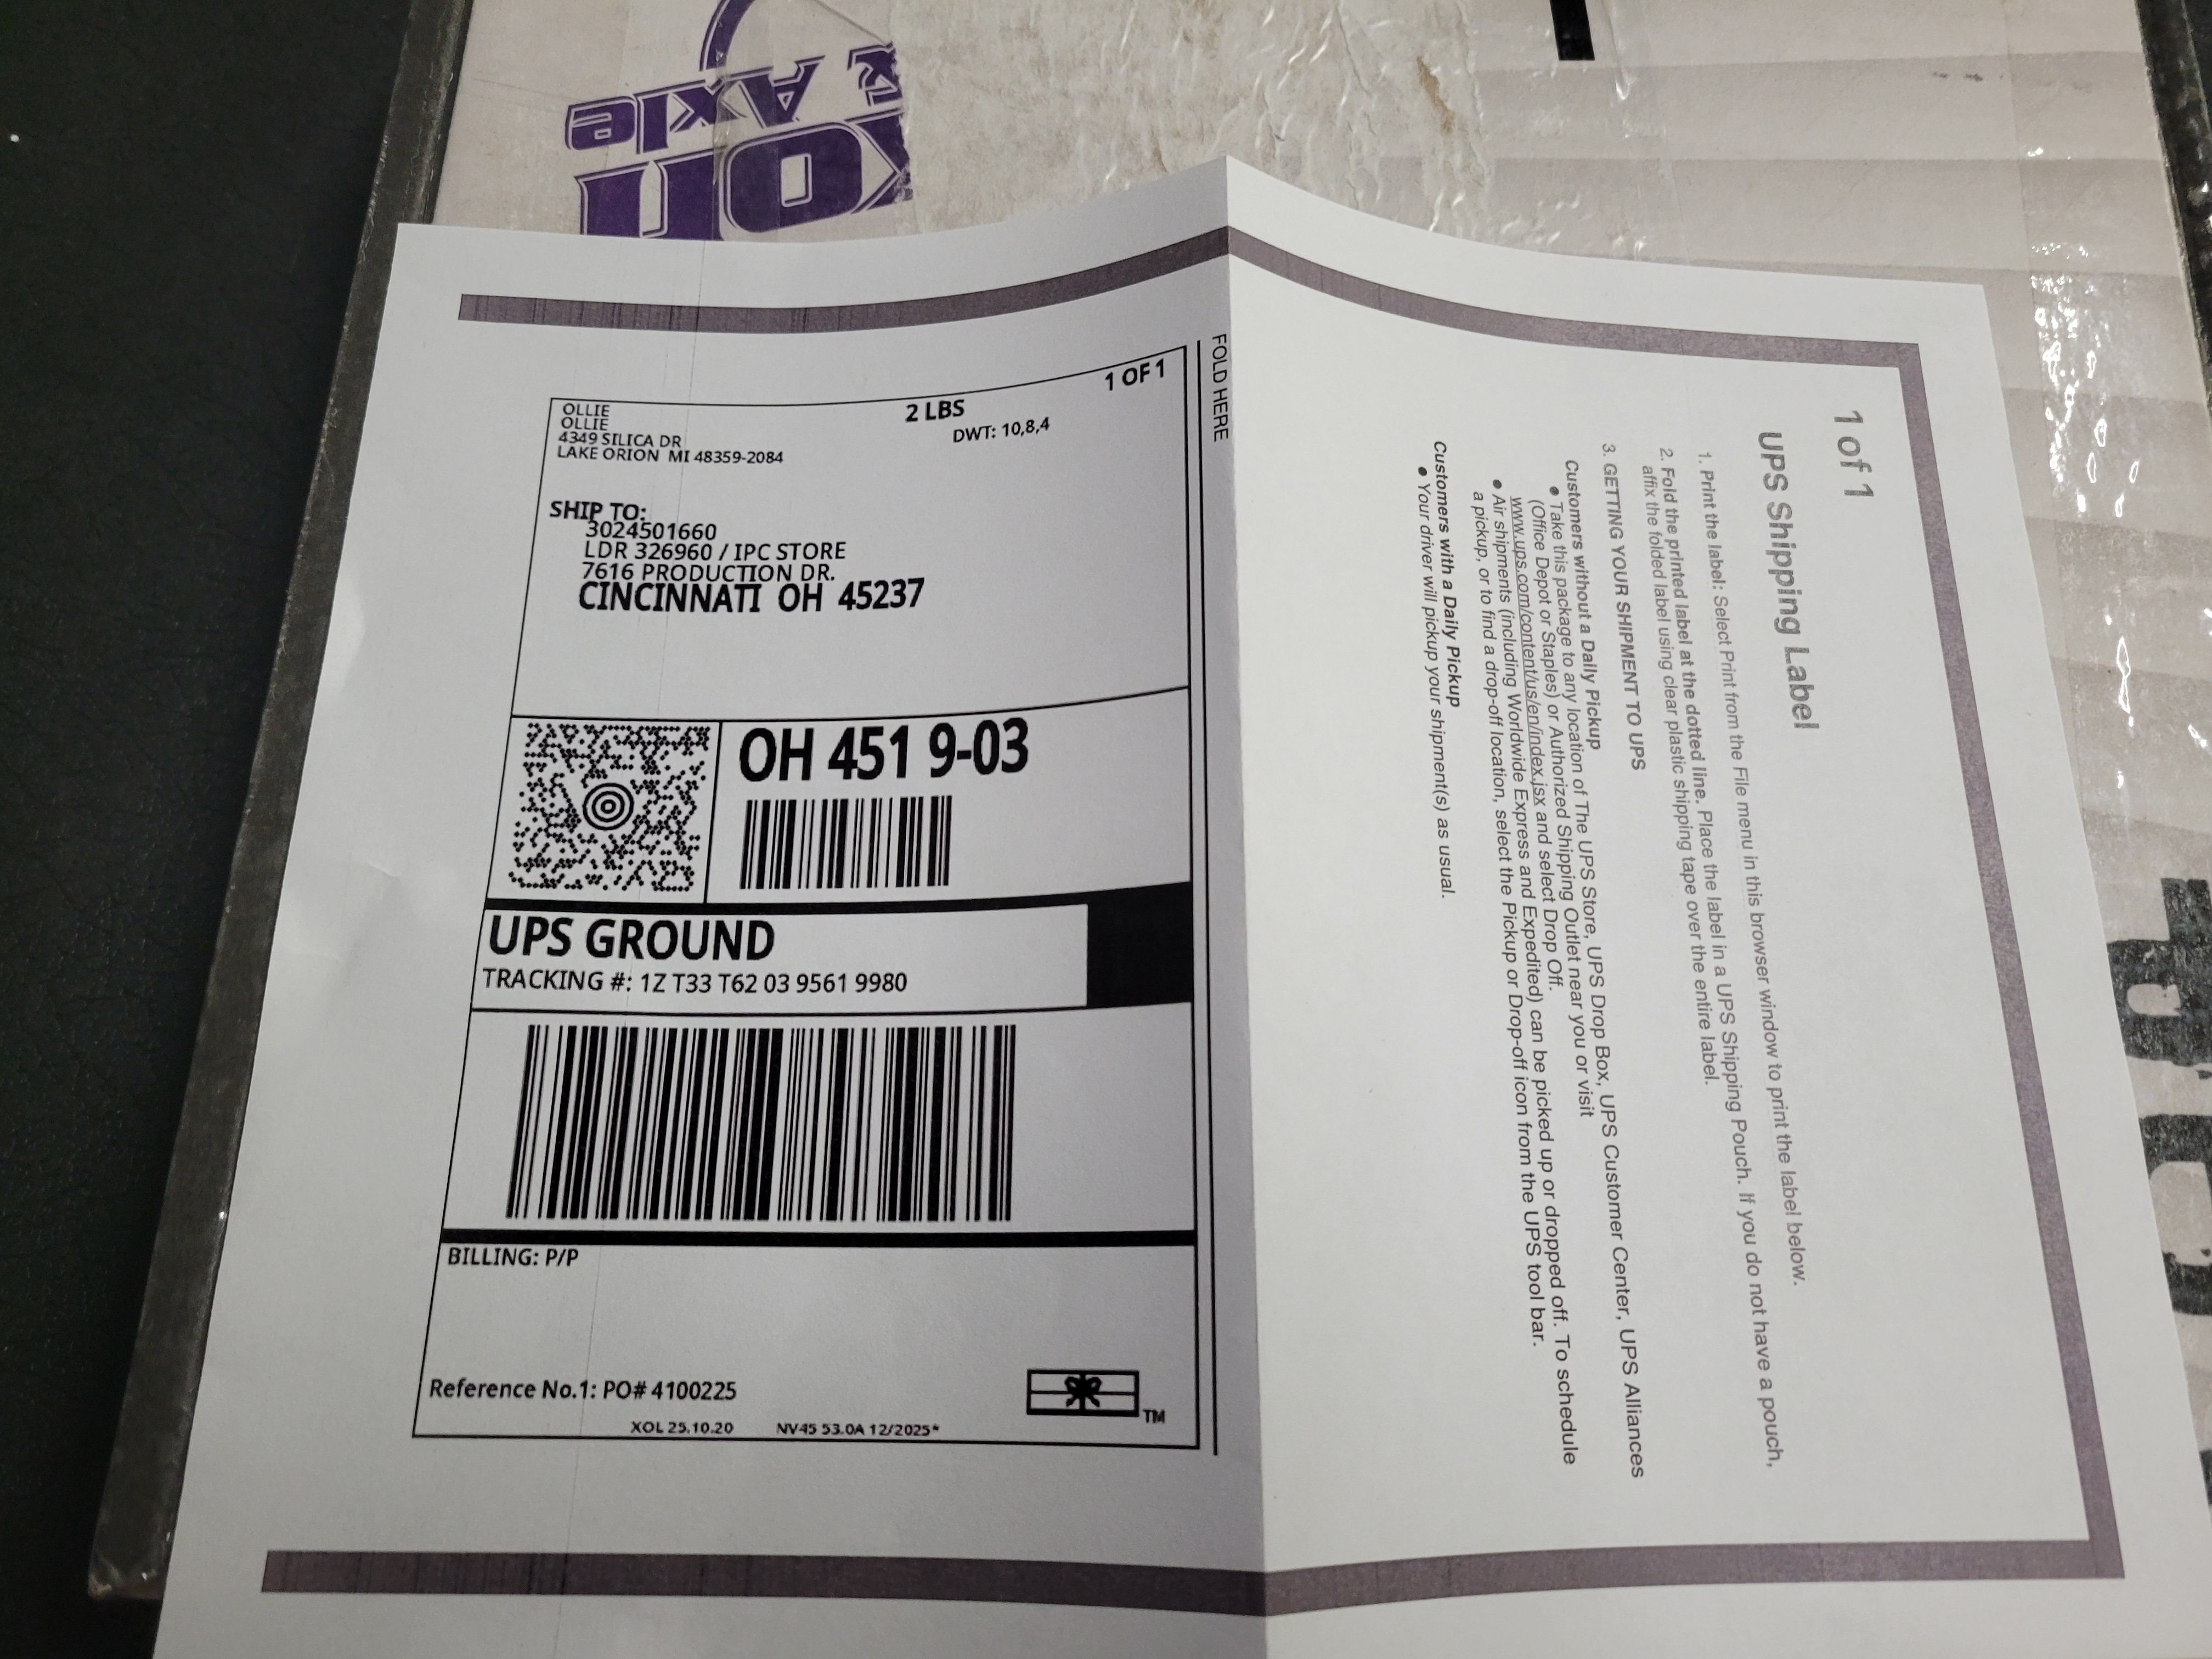 & Axle
1 OF 1
2 LBS
DWT: 10,8,4
OLLIE
OLLIE
4349 SILICA DR
LAKE ORION MI 48359-2084
SHIP TO:
3024501660
LDR 326960 / IPC STORE
7616 PRODUCTION DR.
CINCINNATI OH 45237
OH 451 9-03
UPS GROUND
TRACKING #: 1Z T33 T62 03 9561 9980
BILLING: P/P
Reference No.1: PO# 4100225
XOL 25.10.20 NV45 53.0A 12/2025*
TM
FOLD HERE
1 of 1
UPS Shipping Label
1. Print the label: Select Print from the File menu in this browser window to print the label below.
2. Fold the printed label at the dotted line. Place the label in a UPS Shipping Pouch. If you do not have a pouch,
affix the folded label using clear plastic shipping tape over the entire label.
3. GETTING YOUR SHIPMENT TO UPS
Customers without a Daily Pickup
• Take this package to any location of The UPS Store, UPS Drop Box, UPS Customer Center, UPS Alliances
(Office Depot or Staples) or Authorized Shipping Outlet near you or visit
www.ups.com/content/us/en/index.jsx and select Drop Off.
• Air shipments (including Worldwide Express and Expedited) can be picked up or dropped off. To schedule
a pickup, or to find a drop-off location, select the Pickup or Drop-off icon from the UPS tool bar.
Customers with a Daily Pickup
• Your driver will pickup your shipment(s) as usual.